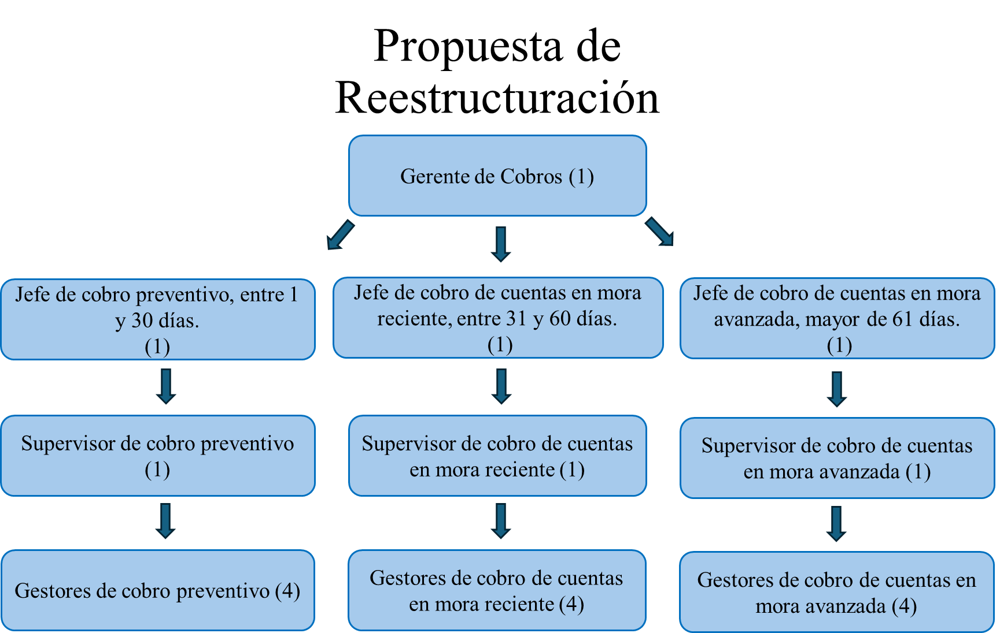 Propuesta de
Reestructuración
Gerente de Cobros (1)
Jefe de cobro preventivo, entre 1
y 30 días.
(1)
Jefe de cobro de cuentas en mora
reciente, entre 31 y 60 días.
(1)
Jefe de cobro de cuentas en mora
avanzada, mayor de 61 días.
(1)
Supervisor de cobro preventivo
(1)
Supervisor de cobro de cuentas
en mora reciente (1)
Supervisor de cobro de cuentas
en mora avanzada (1)
Gestores de cobro preventivo (4)
Gestores de cobro de cuentas
en mora reciente (4)
Gestores de cobro de cuentas en
mora avanzada (4)